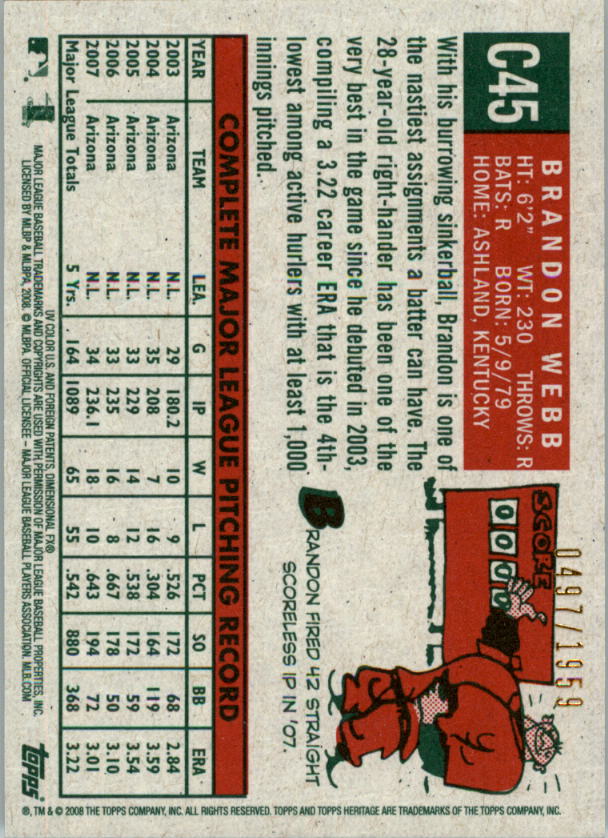 C45
BRANDON WEBB
HT: 6'2" WT: 230 THROWS: R
BATS: R BORN: 5/9/79
HOME: ASHLAND, KENTUCKY
With his burrowing sinkerball, Brandon is one of
the nastiest assignments a batter can have. The
28-year-old right-hander has been one of the
very best in the game since he debuted in 2003,
compiling a 3.22 career ERA that is the 4th-
lowest among active hurlers with at least 1,000
innings pitched.
SCORE
0000
0497/1959
BRANDON FIRED 42 STRAIGHT
SCORELESS IP IN '07.
COMPLETE MAJOR LEAGUE PITCHING RECORD
YEAR TEAM LEA. G IP W L PCT SO BB ERA
2003 Arizona N.L. 29 180.2 10 9 .526 172 68 2.84
2004 Arizona N.L. 35 208 7 16 .304 164 119 3.59
2005 Arizona N.L. 33 229 14 12 .538 172 59 3.54
2006 Arizona N.L. 33 235 16 8 .667 178 50 3.10
2007 Arizona N.L. 34 236.1 18 10 .643 194 72 3.01
Major League Totals 5 Yrs. 164 1089 65 55 .542 880 368 3.22
UV COLOR U.S. AND FOREIGN PATENTS, DIMENSIONAL FX®
MAJOR LEAGUE BASEBALL TRADEMARKS AND COPYRIGHTS ARE USED WITH PERMISSION OF MAJOR LEAGUE BASEBALL PROPERTIES, INC.
LICENSED BY MLBP & MLBPA, 2008. © MLBPA. OFFICIAL LICENSEE – MAJOR LEAGUE BASEBALL PLAYERS ASSOCIATION. MLB.COM
topps
®, TM & © 2008 THE TOPPS COMPANY, INC. ALL RIGHTS RESERVED. TOPPS AND TOPPS HERITAGE ARE TRADEMARKS OF THE TOPPS COMPANY, INC.